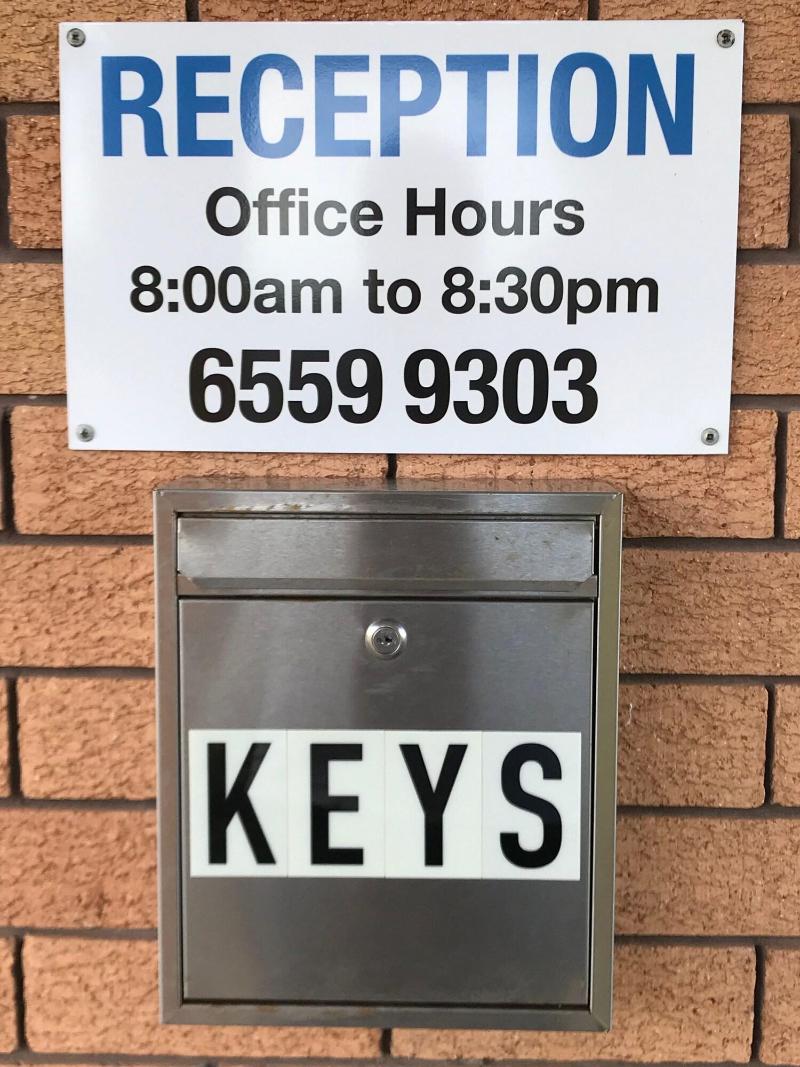 RECEPTION
Office Hours
8:00am to 8:30pm
6559 9303
KEYS